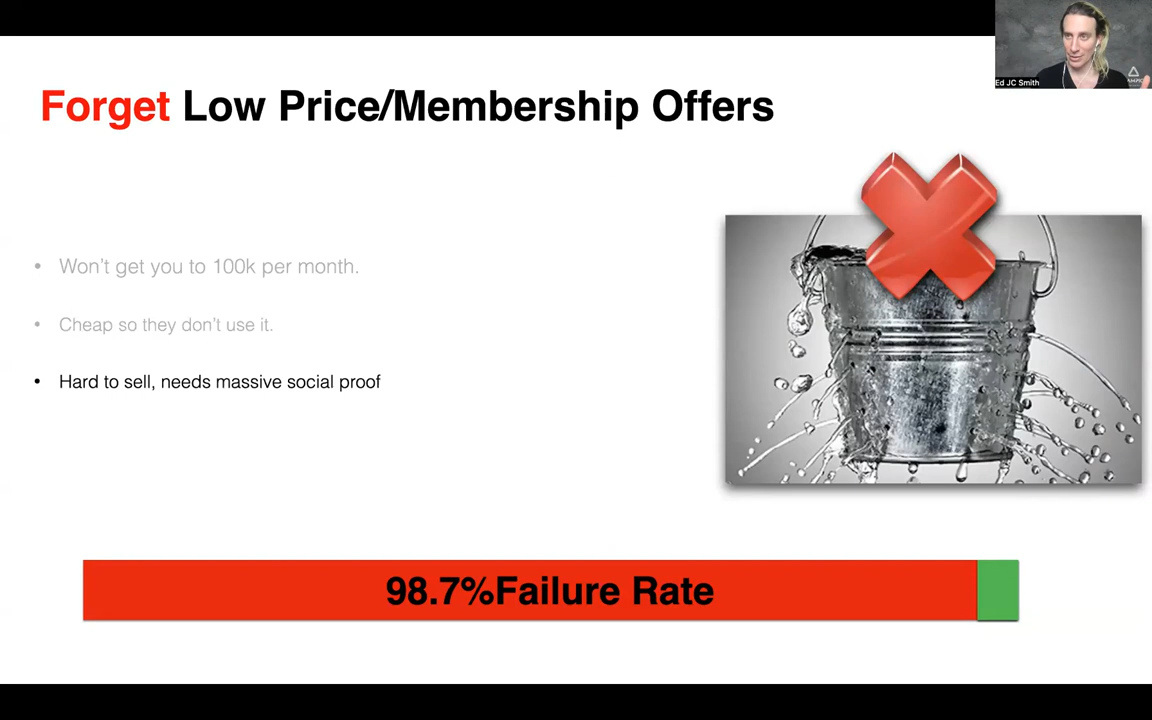 Ed JC Smith
Forget Low Price/Membership Offers
• Won't get you to 100k per month.
• Cheap so they don't use it.
• Hard to sell, needs massive social proof
98.7%Failure Rate